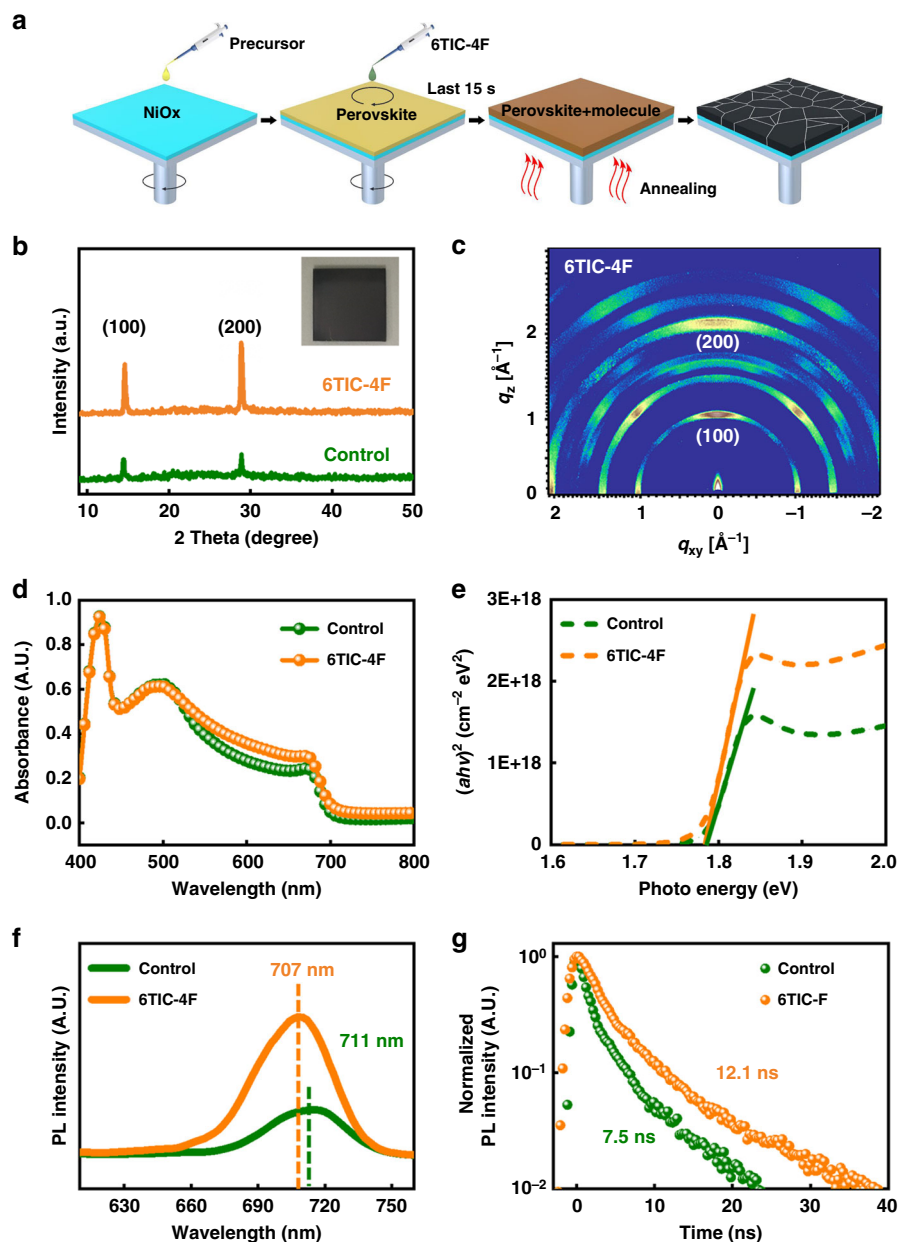 a
Precursor
6TIC-4F
Last 15 s
NiOx
Perovskite
Perovskite+molecule
Annealing
b
Intensity (a.u.)
(100)
(200)
6TIC-4F
Control
10 20 30 40 50
2 Theta (degree)
c
6TIC-4F
(200)
(100)
qz [Å⁻¹]
2
1
0
2 1 0 −1 −2
qxy [Å⁻¹]
d
Absorbance (A.U.)
1.0
0.8
0.6
0.4
0.2
0.0
Control
6TIC-4F
400 500 600 700 800
Wavelength (nm)
e
(ahv)² (cm⁻² eV²)
3E+18
2E+18
1E+18
0
Control
6TIC-4F
1.6 1.7 1.8 1.9 2.0
Photo energy (eV)
f
PL intensity (A.U.)
Control
6TIC-4F
707 nm
711 nm
630 660 690 720 750
Wavelength (nm)
g
Normalized
PL intensity (A.U.)
10⁰
10⁻¹
10⁻²
Control
6TIC-F
12.1 ns
7.5 ns
0 10 20 30 40
Time (ns)